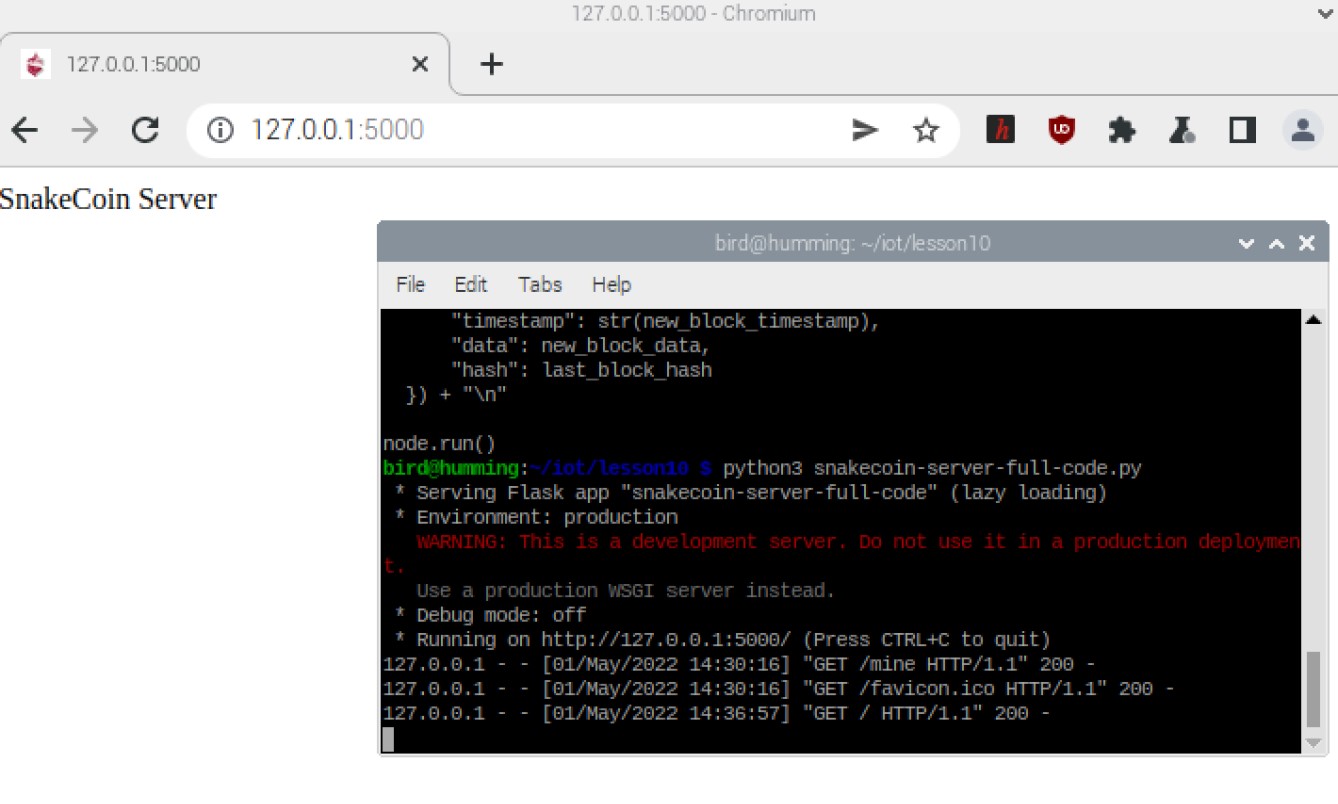 127.0.0.1:5000 - Chromium
127.0.0.1:5000
127.0.0.1:5000
SnakeCoin Server
bird@humming: ~/iot/lesson10
File Edit Tabs Help
"timestamp": str(new_block_timestamp),
"data": new_block_data,
"hash": last_block_hash
}) + "\n"
node.run()
bird@humming:~/iot/lesson10 $ python3 snakecoin-server-full-code.py
* Serving Flask app "snakecoin-server-full-code" (lazy loading)
* Environment: production
WARNING: This is a development server. Do not use it in a production deploymen
t.
Use a production WSGI server instead.
* Debug mode: off
* Running on http://127.0.0.1:5000/ (Press CTRL+C to quit)
127.0.0.1 - - [01/May/2022 14:30:16] "GET /mine HTTP/1.1" 200 -
127.0.0.1 - - [01/May/2022 14:30:16] "GET /favicon.ico HTTP/1.1" 200 -
127.0.0.1 - - [01/May/2022 14:36:57] "GET / HTTP/1.1" 200 -